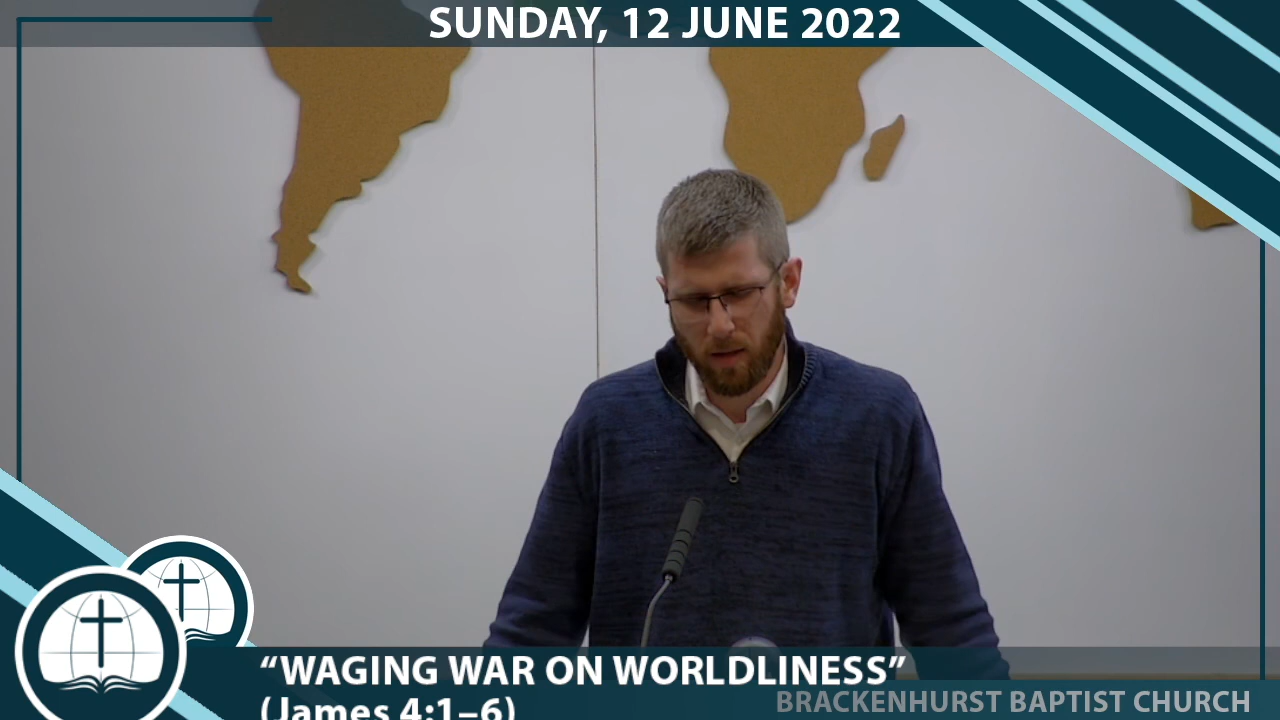 SUNDAY, 12 JUNE 2022
“WAGING WAR ON WORLDLINESS”
(James 4:1–6)
BRACKENHURST BAPTIST CHURCH